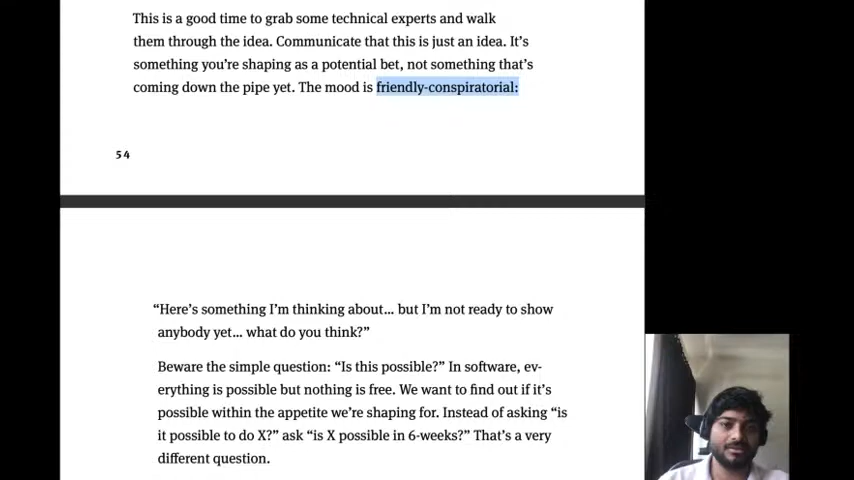 This is a good time to grab some technical experts and walk
them through the idea. Communicate that this is just an idea. It’s
something you’re shaping as a potential bet, not something that’s
coming down the pipe yet. The mood is friendly-conspiratorial:
54
“Here’s something I’m thinking about... but I’m not ready to show
anybody yet... what do you think?”
Beware the simple question: “Is this possible?” In software, ev-
erything is possible but nothing is free. We want to find out if it’s
possible within the appetite we’re shaping for. Instead of asking “is
it possible to do X?” ask “is X possible in 6-weeks?” That’s a very
different question.